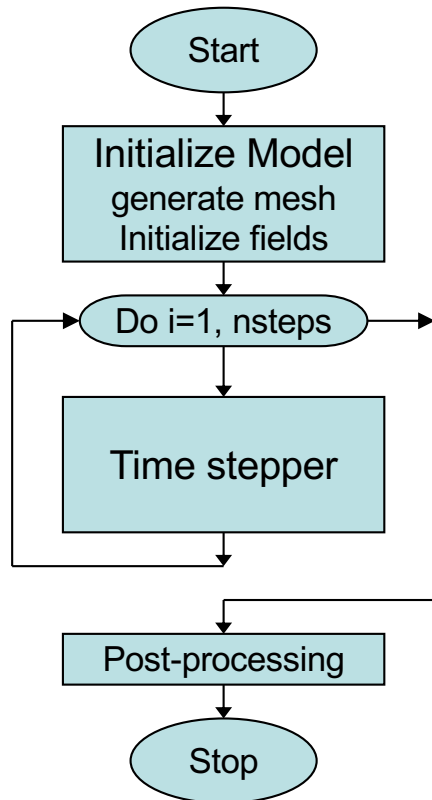 Start
Initialize Model
generate mesh
Initialize fields
Do i=1, nsteps
Time stepper
Post-processing
Stop